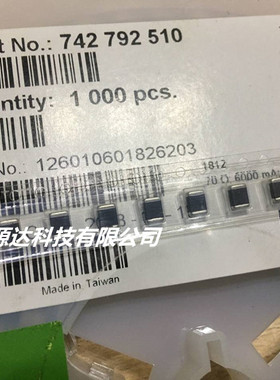 t No.: 742 792 510
antity: 1 000 pcs.
No.: 126010601826203
1812
70 Ω 6000 mA
源达科技有限公司
Made in Taiwan